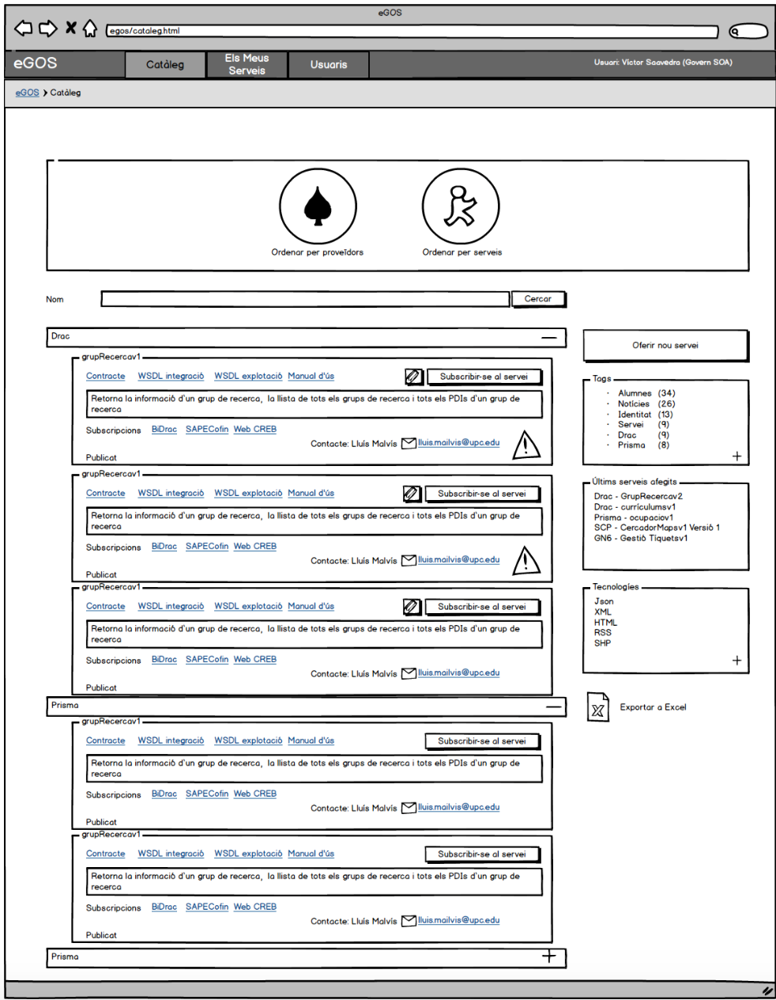 eGOS
egos/cataleg.html
eGOS
Catàleg
Els Meus
Serveis
Usuaris
Usuari: Víctor Saavedra (Govern SOA)
eGOS > Catàleg
Ordenar per proveïdors
Ordenar per serveis
Nom
Cercar
Drac
grupRecercav1
Contracte WSDL integració WSDL explotació Manual d'ús
Subscribir-se al servei
Retorna la informació d'un grup de recerca, la llista de tots els grups de recerca i tots els PDIs d'un grup de
recerca
Subscripcions BiDrac SAPECofin Web CREB
Contacte: Lluís Malvís lluis.mailvis@upc.edu
Publicat
grupRecercav1
Contracte WSDL integració WSDL explotació Manual d'ús
Subscribir-se al servei
Retorna la informació d'un grup de recerca, la llista de tots els grups de recerca i tots els PDIs d'un grup de
recerca
Subscripcions BiDrac SAPECofin Web CREB
Contacte: Lluís Malvís lluis.mailvis@upc.edu
Publicat
grupRecercav1
Contracte WSDL integració WSDL explotació Manual d'ús
Subscribir-se al servei
Retorna la informació d'un grup de recerca, la llista de tots els grups de recerca i tots els PDIs d'un grup de
recerca
Subscripcions BiDrac SAPECofin Web CREB
Contacte: Lluís Malvís lluis.mailvis@upc.edu
Publicat
Prisma
grupRecercav1
Contracte WSDL integració WSDL explotació Manual d'ús
Subscribir-se al servei
Retorna la informació d'un grup de recerca, la llista de tots els grups de recerca i tots els PDIs d'un grup de
recerca
Subscripcions BiDrac SAPECofin Web CREB
Contacte: Lluís Malvís lluis.mailvis@upc.edu
Publicat
grupRecercav1
Contracte WSDL integració WSDL explotació Manual d'ús
Subscribir-se al servei
Retorna la informació d'un grup de recerca, la llista de tots els grups de recerca i tots els PDIs d'un grup de
recerca
Subscripcions BiDrac SAPECofin Web CREB
Contacte: Lluís Malvís lluis.mailvis@upc.edu
Publicat
Prisma
Oferir nou servei
Tags
· Alumnes (34)
· Notícies (26)
· Identitat (13)
· Servei (9)
· Drac (9)
· Prisma (8)
Últims serveis afegits
Drac - GrupRecercav2
Drac - currículumsv1
Prisma - ocupaciov1
SCP - CercadorMapsv1 Versió 1
GN6 - Gestió Tíquetsv1
Tecnologíes
Json
XML
HTML
RSS
SHP
Exportar a Excel